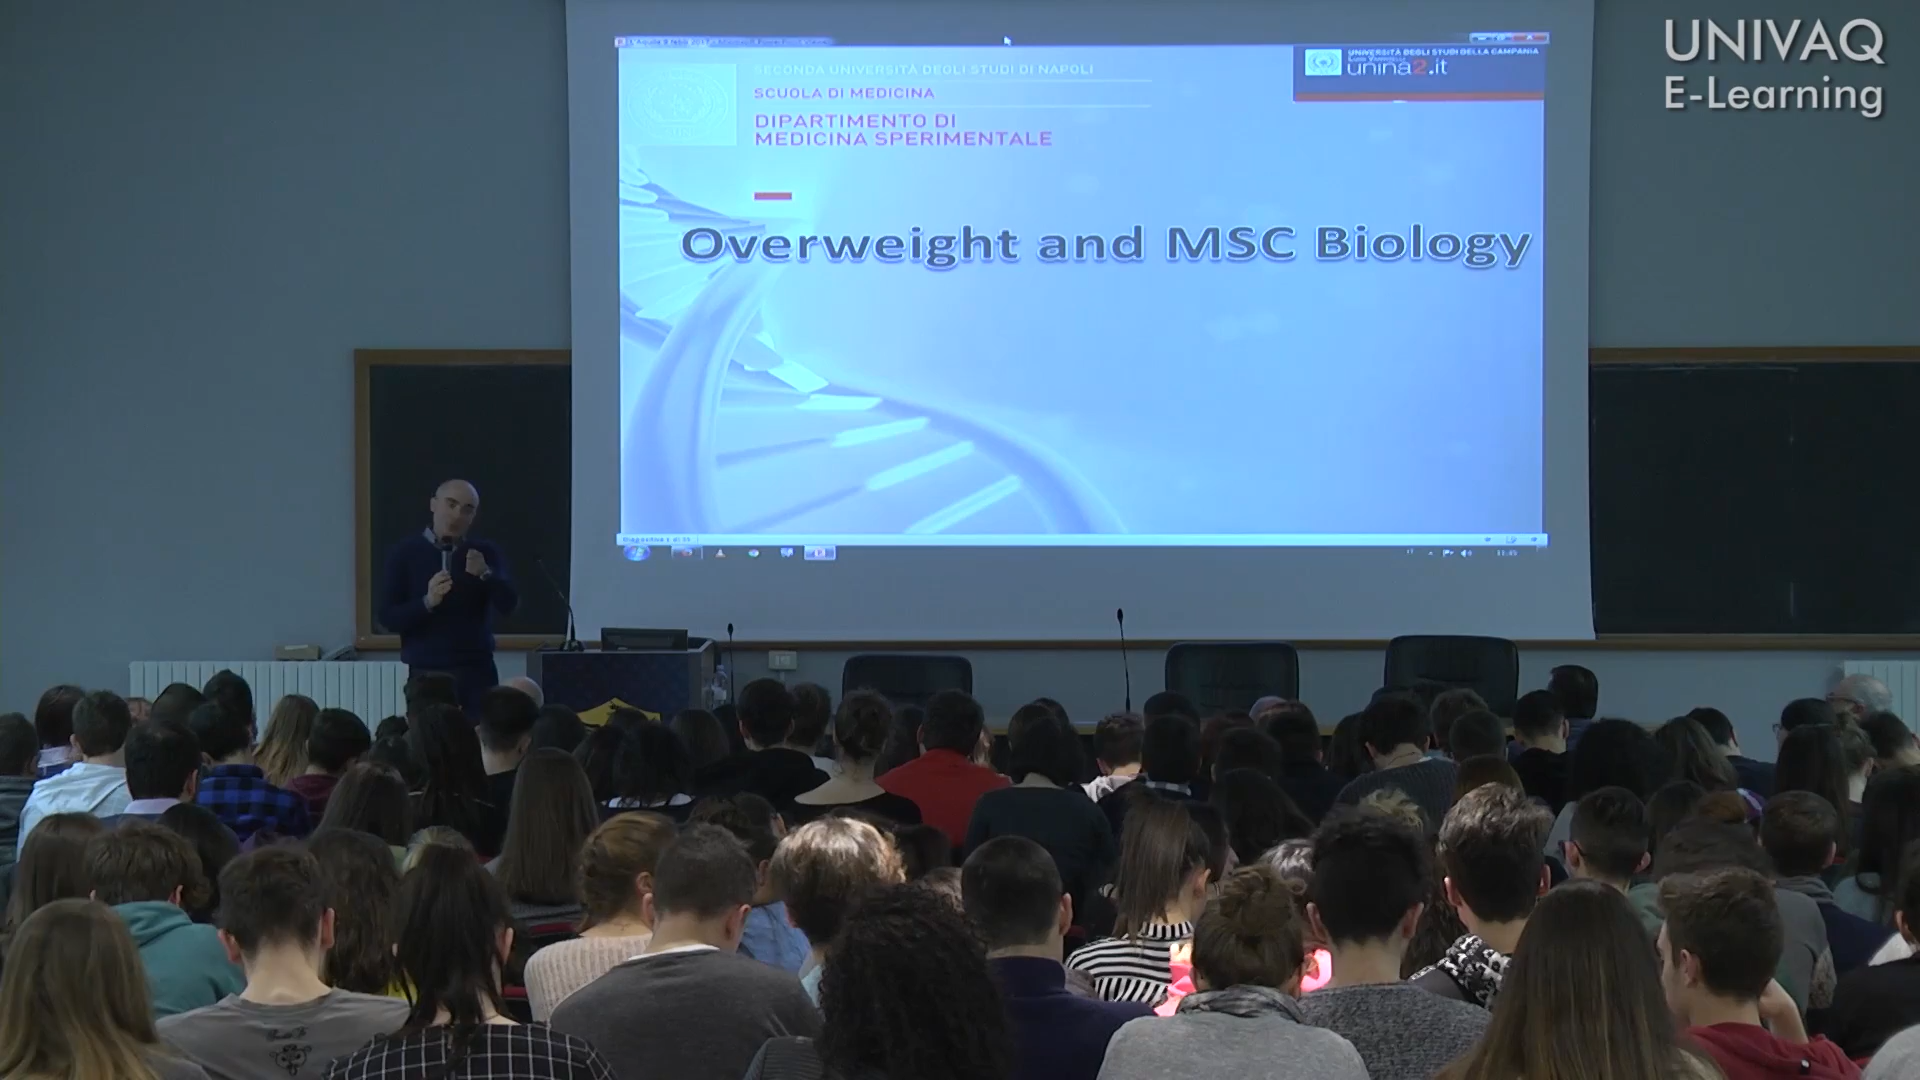 UNIVAQ
E-Learning
SECONDA UNIVERSITÀ DEGLI STUDI DI NAPOLI
SCUOLA DI MEDICINA
DIPARTIMENTO DI
MEDICINA SPERIMENTALE
UNIVERSITÀ DEGLI STUDI DELLA CAMPANIA
unina2.it
Overweight and MSC Biology